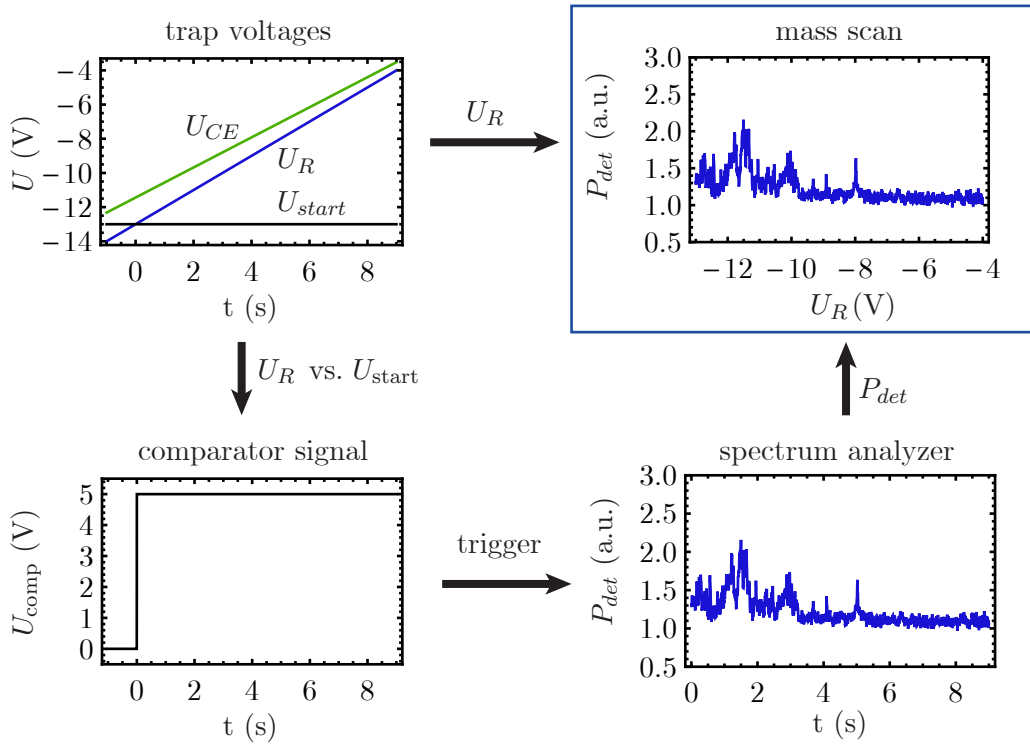 trap voltages
−4
−6
−8
−10
−12
−14
U (V)
U_CE
U_R
U_start
0 2 4 6 8
t (s)
U_R
mass scan
3.0
2.5
2.0
1.5
1.0
0.5
P_det (a.u.)
−12 −10 −8 −6 −4
U_R (V)
U_R vs. U_start
P_det
comparator signal
5
4
3
2
1
0
U_comp (V)
0 2 4 6 8
t (s)
trigger
spectrum analyzer
3.0
2.5
2.0
1.5
1.0
0.5
P_det (a.u.)
0 2 4 6 8
t (s)